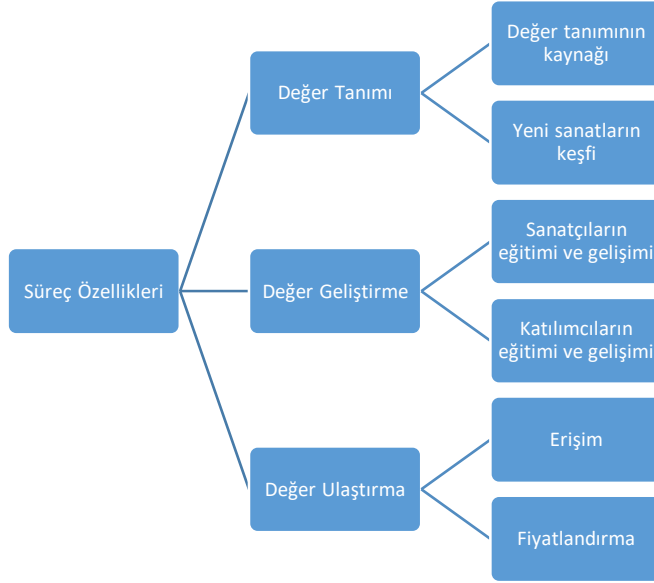 Süreç Özellikleri
Değer Tanımı
Değer tanımının
kaynağı
Yeni sanatların
keşfi
Değer Geliştirme
Sanatçıların
eğitimi ve gelişimi
Katılımcıların
eğitimi ve gelişimi
Değer Ulaştırma
Erişim
Fiyatlandırma